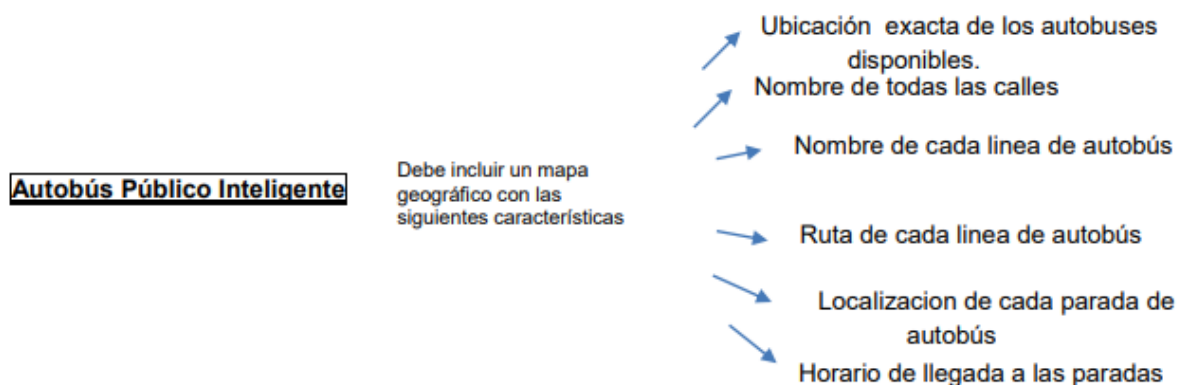 Ubicación exacta de los autobuses
disponibles.
Nombre de todas las calles
Nombre de cada linea de autobús
Autobús Público Inteligente
Debe incluir un mapa
geográfico con las
siguientes característícas
Ruta de cada linea de autobús
Localizacion de cada parada de
autobús
Horario de llegada a las paradas